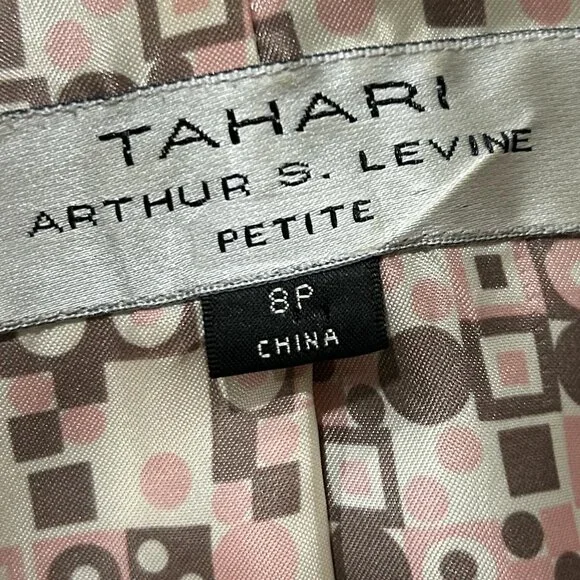 TAHARI
ARTHUR S. LEVINE
PETITE
8P
CHINA